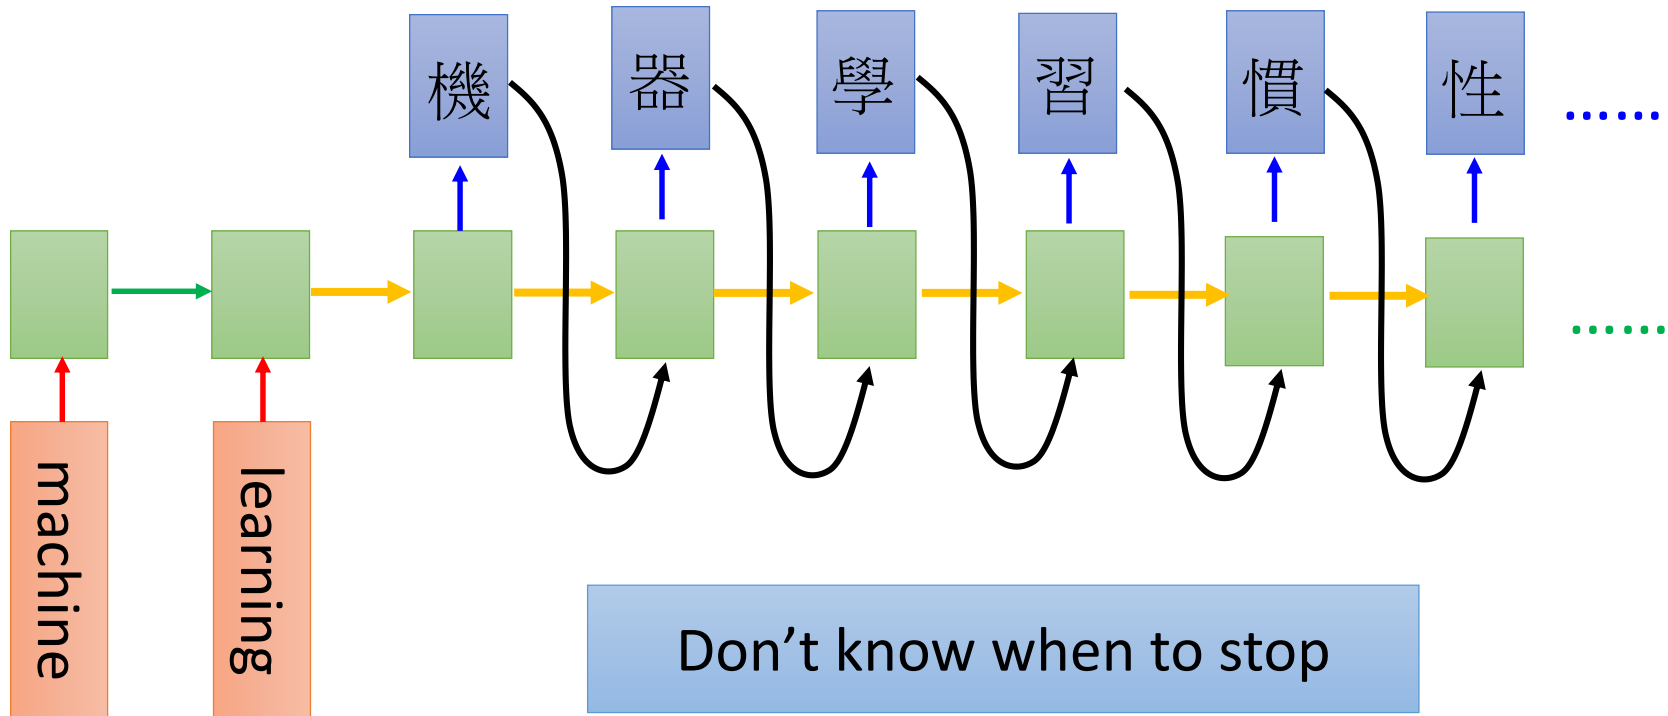 機 器 學 習 慣 性 ......
......
machine
learning
Don't know when to stop